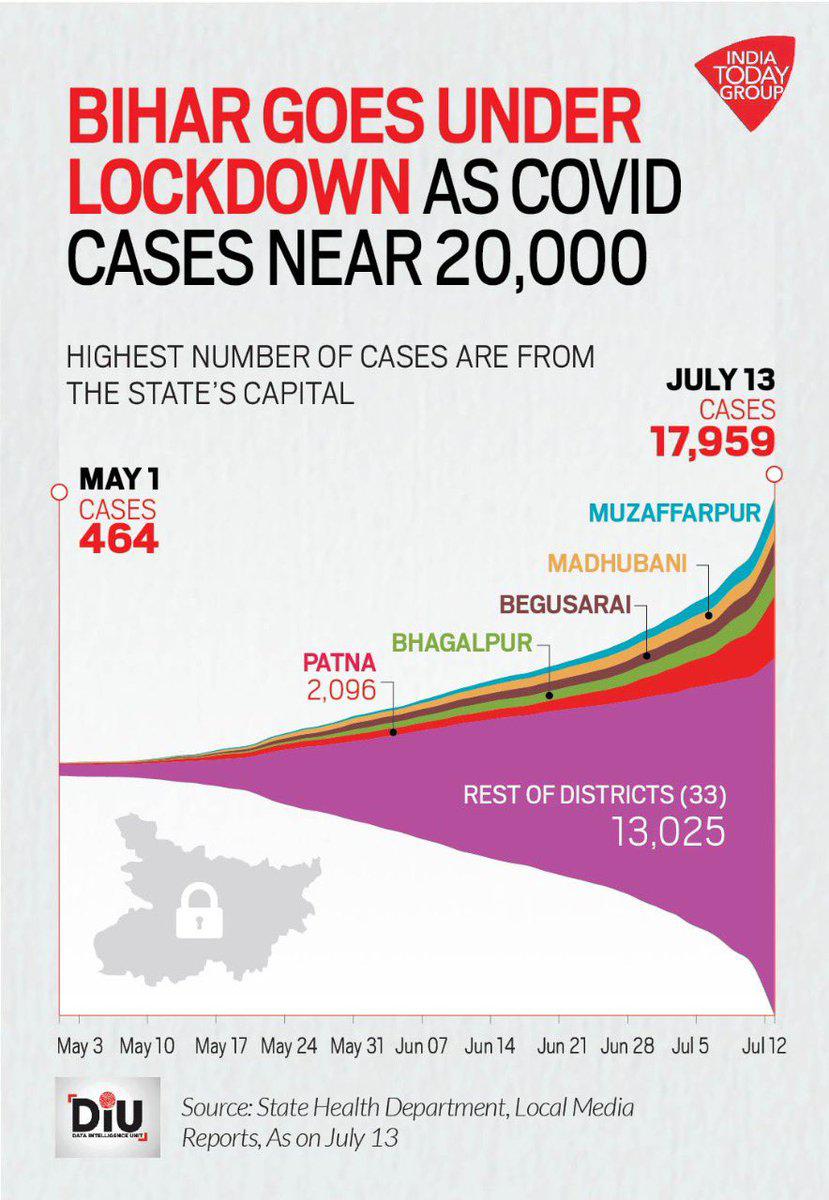 INDIA
TODAY
GROUP
BIHAR GOES UNDER
LOCKDOWN AS COVID
CASES NEAR 20,000
HIGHEST NUMBER OF CASES ARE FROM
THE STATE'S CAPITAL
JULY 13
CASES
17,959
MAY 1
CASES
464
MUZAFFARPUR
MADHUBANI
BEGUSARAI
BHAGALPUR
PATNA
2,096
REST OF DISTRICTS (33)
13,025
May 3 May 10 May 17 May 24 May 31 Jun 07 Jun 14 Jun 21 Jun 28 Jul 5 Jul 12
DiU
DATA INTELLIGENCE UNIT
Source: State Health Department, Local Media
Reports, As on July 13